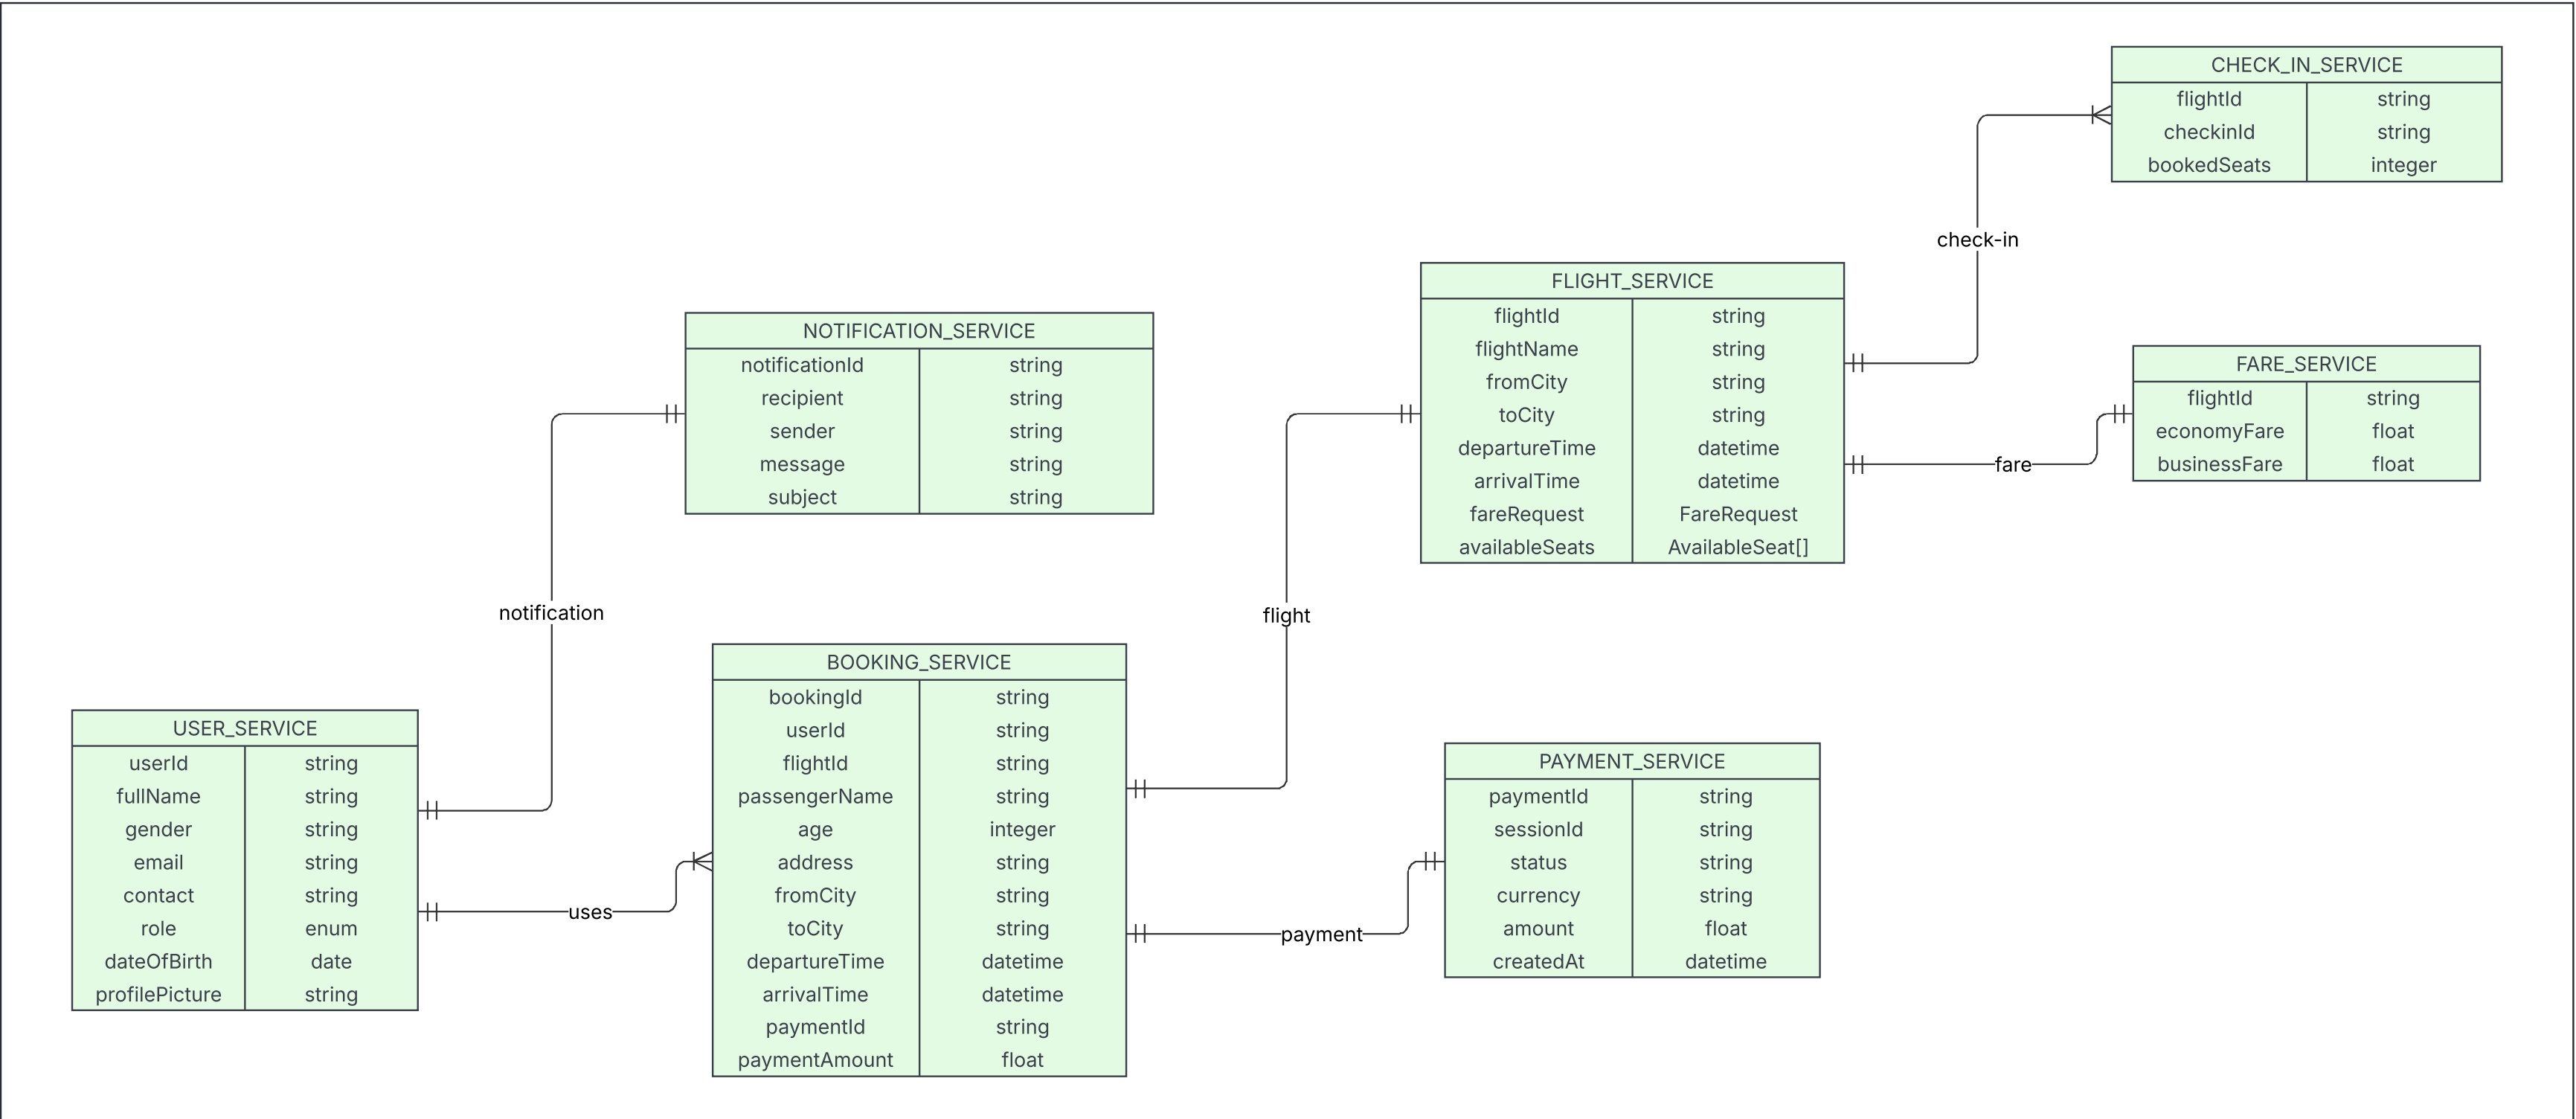 CHECK_IN_SERVICE
flightId string
checkinId string
bookedSeats integer
check-in
FLIGHT_SERVICE
flightId string
flightName string
fromCity string
toCity string
departureTime datetime
arrivalTime datetime
fareRequest FareRequest
availableSeats AvailableSeat[]
NOTIFICATION_SERVICE
notificationId string
recipient string
sender string
message string
subject string
FARE_SERVICE
flightId string
economyFare float
businessFare float
fare
notification
flight
BOOKING_SERVICE
bookingId string
userId string
flightId string
passengerName string
age integer
address string
fromCity string
toCity string
departureTime datetime
arrivalTime datetime
paymentId string
paymentAmount float
USER_SERVICE
userId string
fullName string
gender string
email string
contact string
role enum
dateOfBirth date
profilePicture string
uses
PAYMENT_SERVICE
paymentId string
sessionId string
status string
currency string
amount float
createdAt datetime
payment